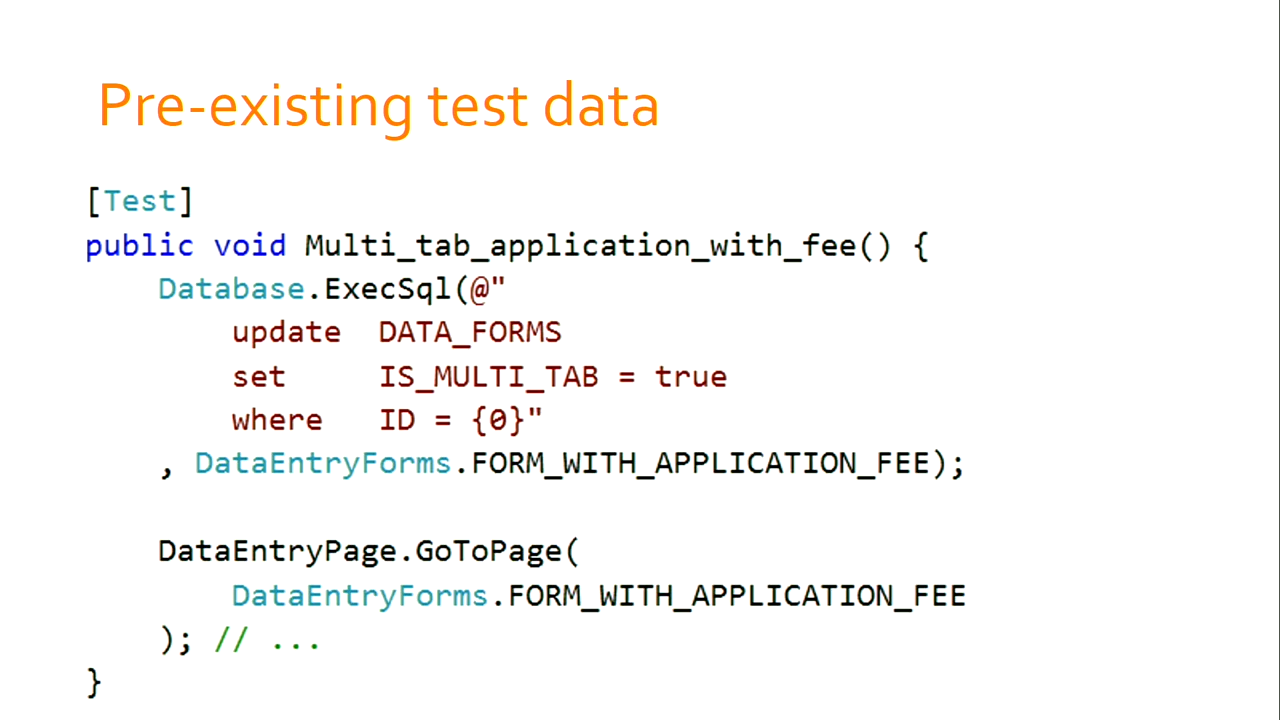 Pre-existing test data
[Test]
public void Multi_tab_application_with_fee() {
    Database.ExecSql(@"
        update  DATA_FORMS
        set     IS_MULTI_TAB = true
        where   ID = {0}"
    , DataEntryForms.FORM_WITH_APPLICATION_FEE);
    DataEntryPage.GoToPage(
        DataEntryForms.FORM_WITH_APPLICATION_FEE
    ); // ...
}